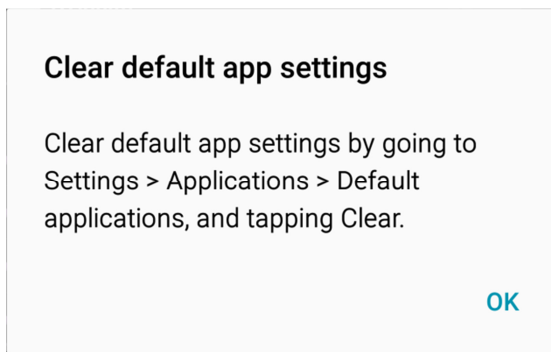 Clear default app settings
Clear default app settings by going to
Settings > Applications > Default
applications, and tapping Clear.
OK